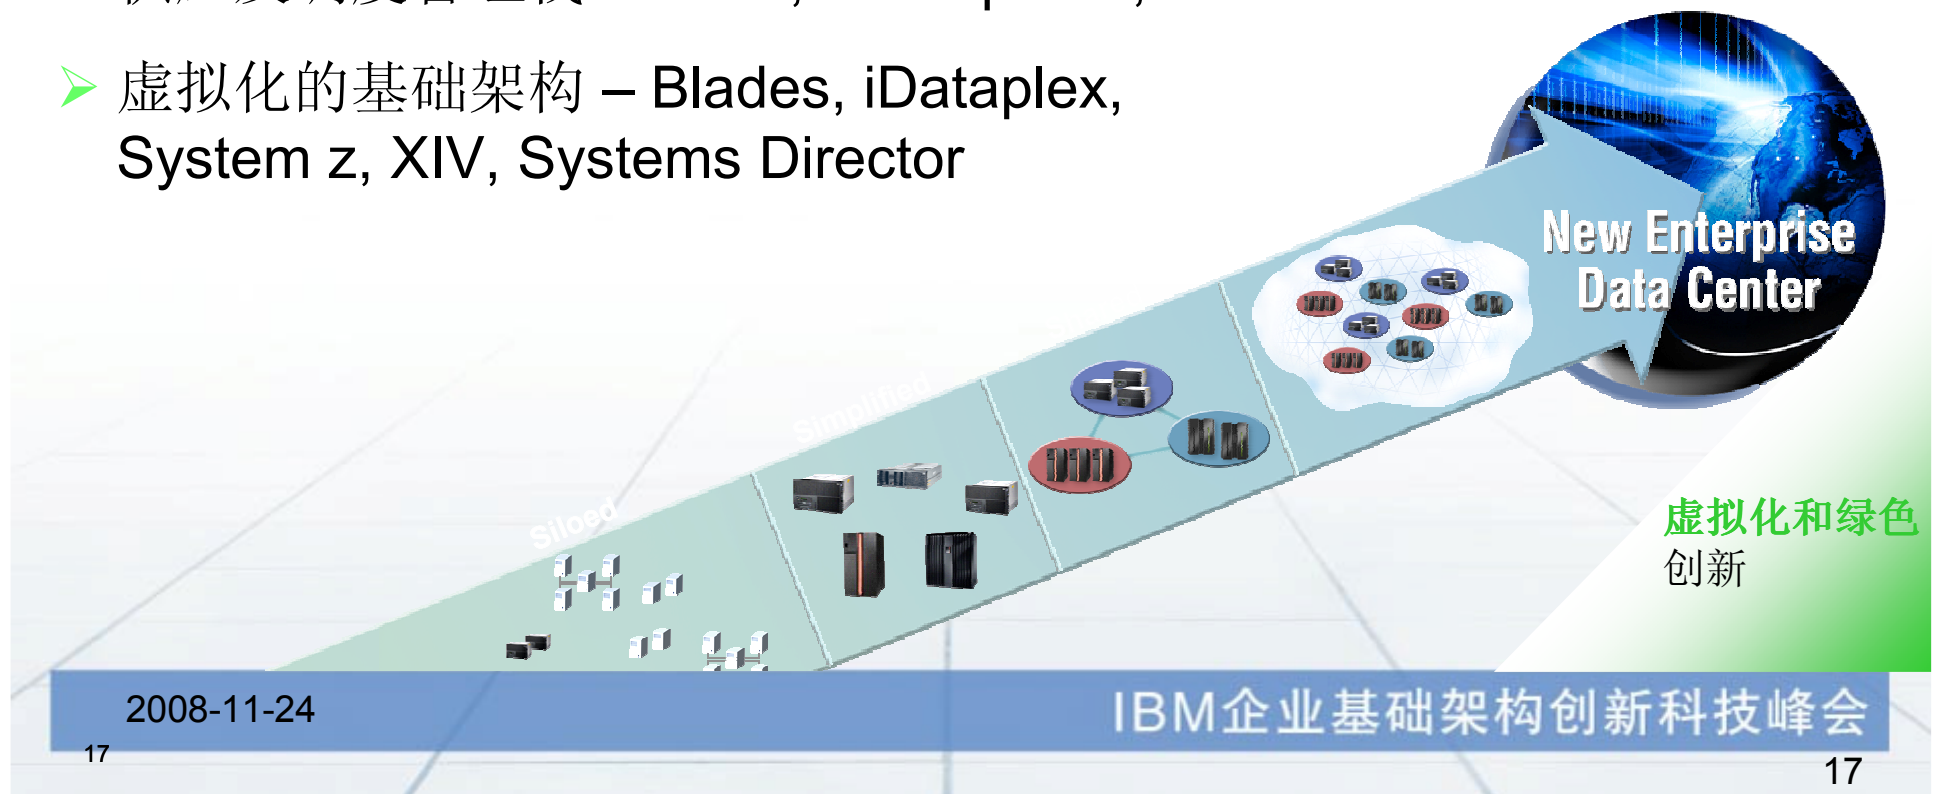 虚拟化的基础架构 – Blades, iDataplex,
System z, XIV, Systems Director
New Enterprise
Data Center
Simplified
Siloed
虚拟化和绿色
创新
2008-11-24
IBM企业基础架构创新科技峰会
17
17